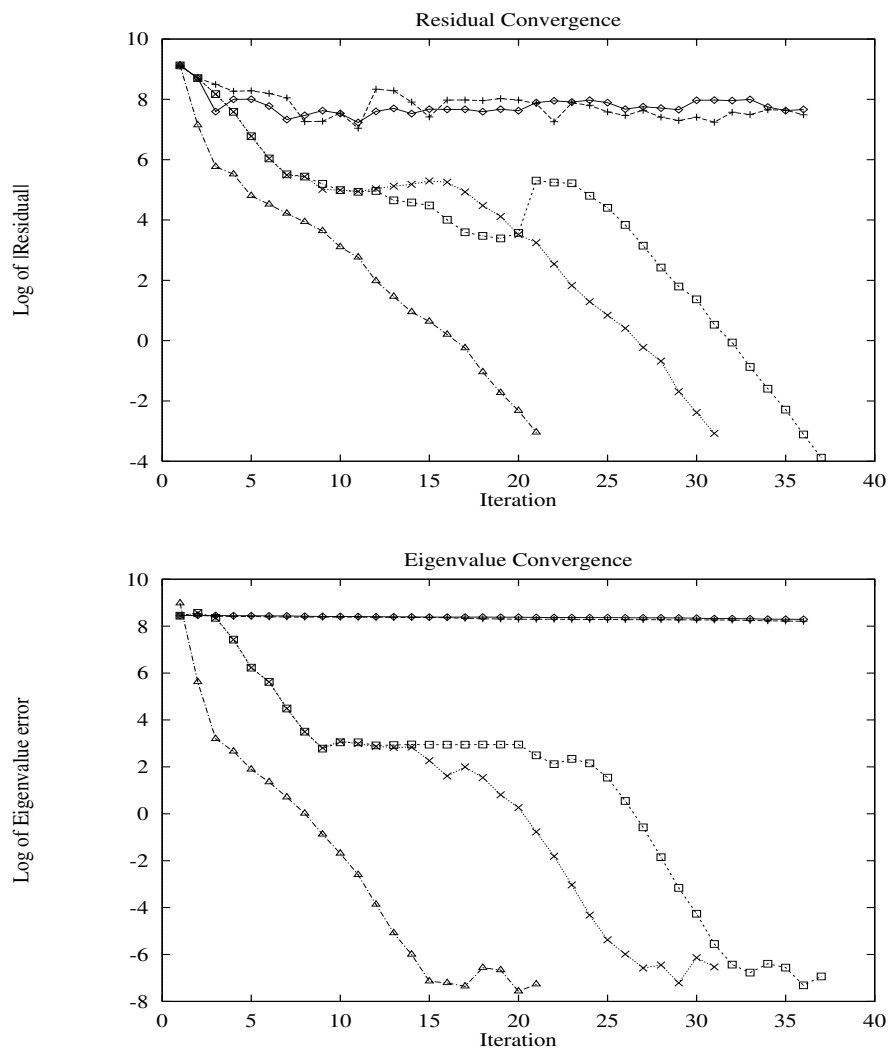 Residual Convergence
10
8
6
4
2
0
-2
-4
0 5 10 15 20 25 30 35 40
Iteration
Log of ||Residual||
Eigenvalue Convergence
10
8
6
4
2
0
-2
-4
-6
-8
0 5 10 15 20 25 30 35 40
Iteration
Log of Eigenvalue error